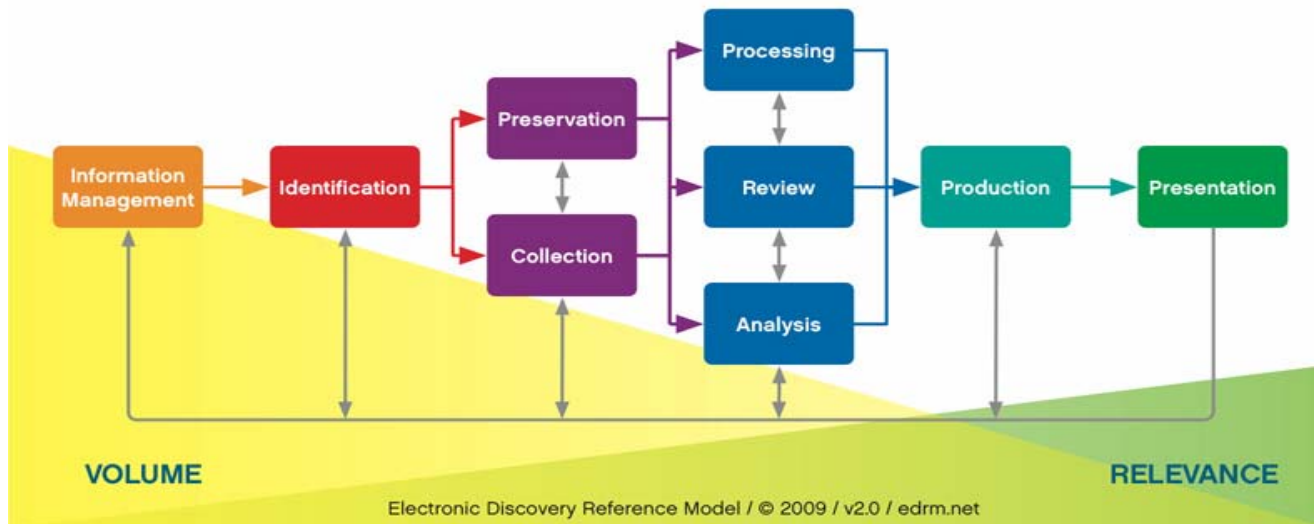 Information
Management
Identification
Preservation
Collection
Processing
Review
Analysis
Production
Presentation
VOLUME
RELEVANCE
Electronic Discovery Reference Model / © 2009 / v2.0 / edrm.net